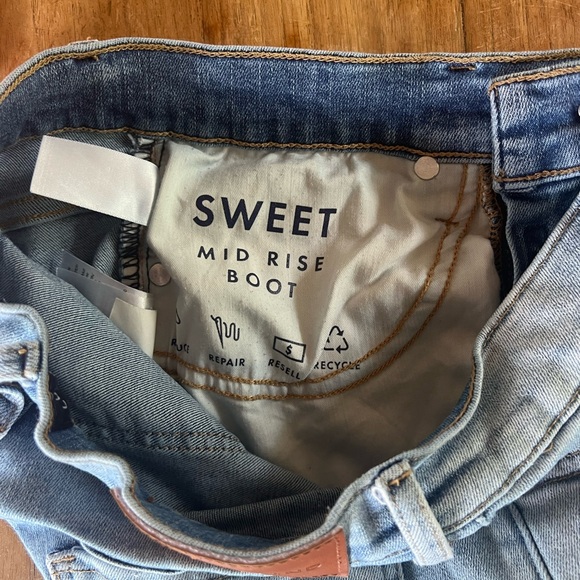 SWEET
MID RISE
BOOT
$
REPAIR RESELL RECYCLE